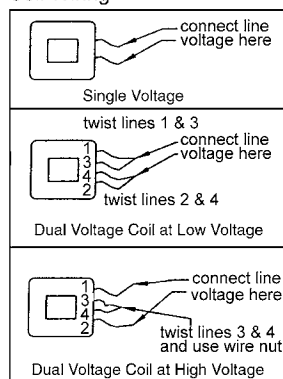 connect line
voltage here
Single Voltage
twist lines 1 & 3
connect line
voltage here
1
3
4
2
twist lines 2 & 4
Dual Voltage Coil at Low Voltage
1
3
4
2
connect line
voltage here
twist lines 3 & 4
and use wire nut
Dual Voltage Coil at High Voltage